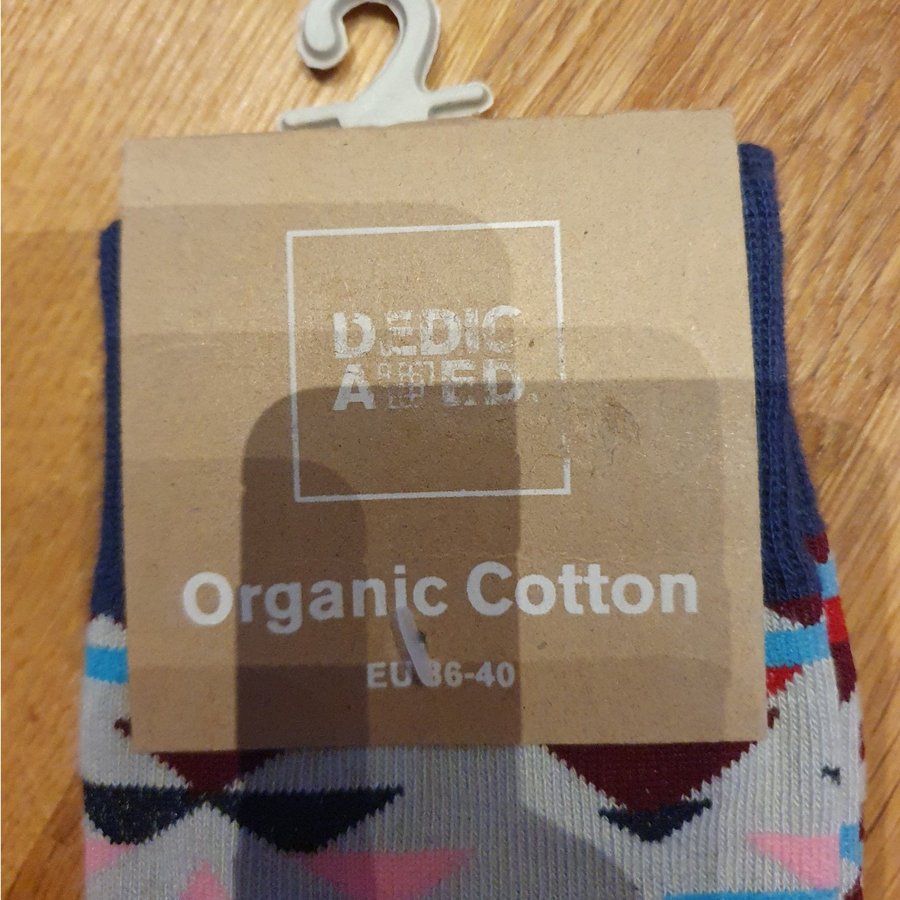 DEDIC
ATED.
Organic Cotton
EU 36-40